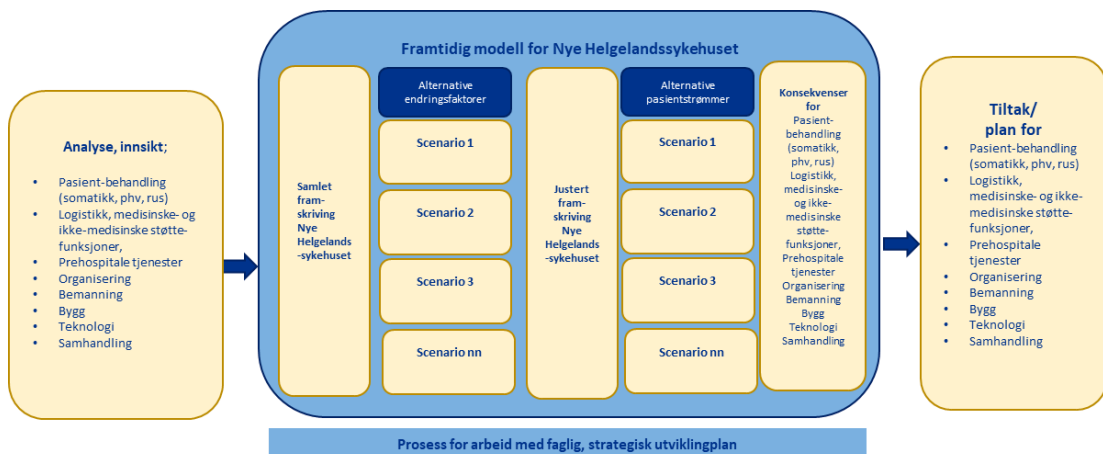 Analyse, innsikt;
• Pasient-behandling
(somatikk, phv, rus)
• Logistikk, medisinske- og
ikke-medisinske støtte-
funksjoner,
• Prehospitale tjenester
• Organisering
• Bemanning
• Bygg
• Teknologi
• Samhandling
Framtidig modell for Nye Helgelandssykehuset
Samlet
fram-
skriving
Nye
Helgelands
-sykehuset
Alternative
endringsfaktorer
Scenario 1
Scenario 2
Scenario 3
Scenario nn
Justert
fram-
skriving
Nye
Helgelands
-sykehuset
Alternative
pasientstrømmer
Scenario 1
Scenario 2
Scenario 3
Scenario nn
Konsekvenser
for
Pasient-
behandling
(somatikk,
phv, rus)
Logistikk,
medisinske-
og ikke-
medisinske
støtte-
funksjoner,
Prehospitale
tjenester
Organisering
Bemanning
Bygg
Teknologi
Samhandling
Tiltak/
plan for
• Pasient-behandling
(somatikk, phv, rus)
• Logistikk,
medisinske- og ikke-
medisinske støtte-
funksjoner,
• Prehospitale
tjenester
• Organisering
• Bemanning
• Bygg
• Teknologi
• Samhandling
Prosess for arbeid med faglig, strategisk utviklingplan